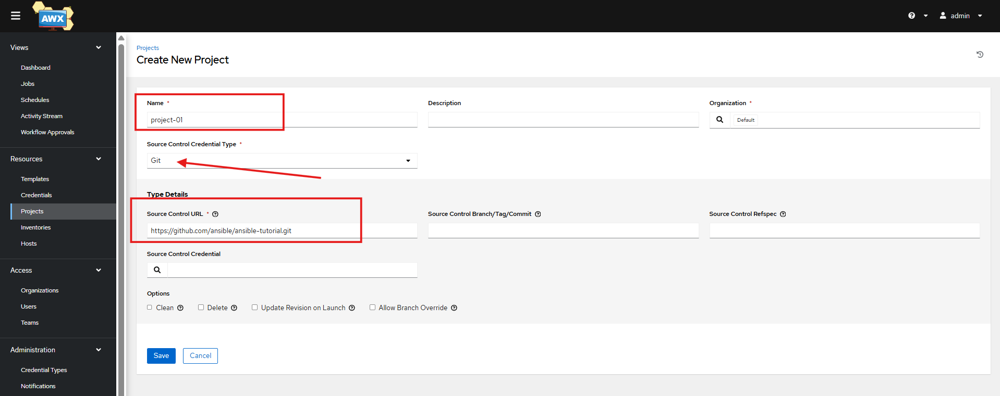 AWX
admin
Views
Dashboard
Jobs
Schedules
Activity Stream
Workflow Approvals
Resources
Templates
Credentials
Projects
Inventories
Hosts
Access
Organizations
Users
Teams
Administration
Credential Types
Notifications
Projects
Create New Project
Name *
Description
Organization *
project-01
Default
Source Control Credential Type *
Git
Type Details
Source Control URL *
Source Control Branch/Tag/Commit
Source Control Refspec
https://github.com/ansible/ansible-tutorial.git
Source Control Credential
Options
Clean Delete Update Revision on Launch Allow Branch Override
Save Cancel